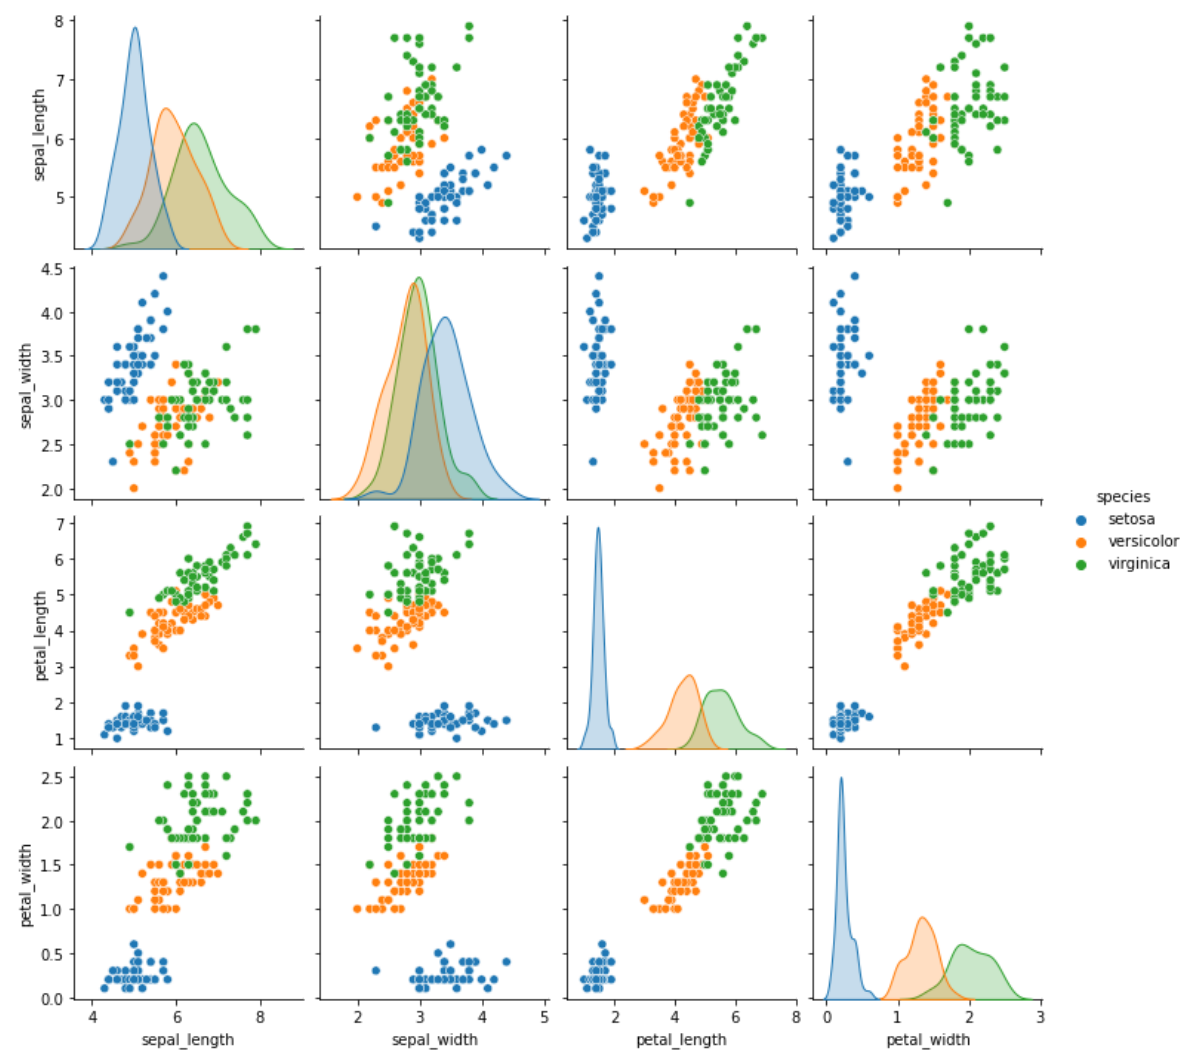 8
7
6
5
sepal_length
4.5
4.0
3.5
3.0
2.5
2.0
sepal_width
species
setosa
versicolor
virginica
7
6
5
4
3
2
1
petal_length
2.5
2.0
1.5
1.0
0.5
0.0
petal_width
4 6 8
sepal_length
2 3 4 5
sepal_width
2 4 6 8
petal_length
0 1 2 3
petal_width